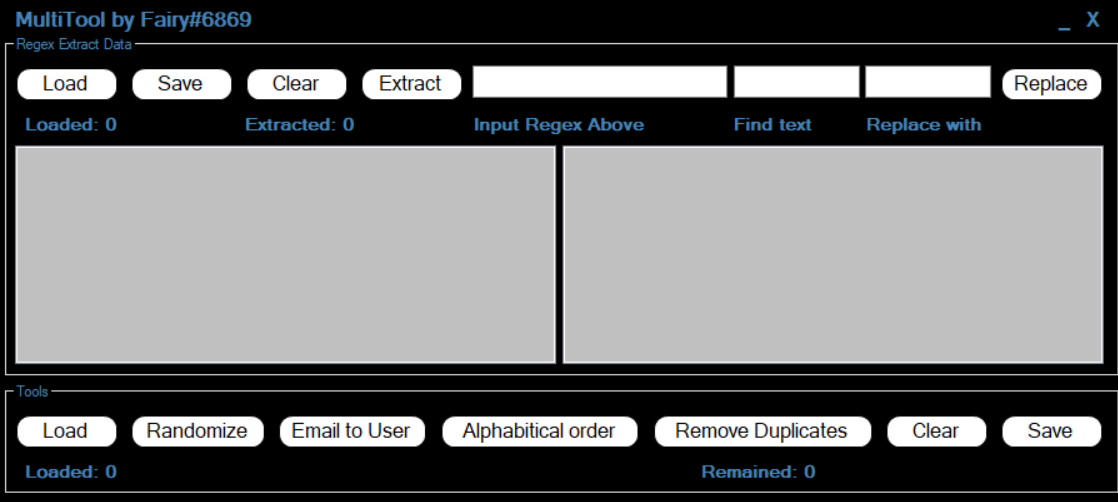 MultiTool by Fairy#6869 _ X
Regex Extract Data
Load Save Clear Extract Replace
Loaded: 0 Extracted: 0 Input Regex Above Find text Replace with
Tools
Load Randomize Email to User Alphabitical order Remove Duplicates Clear Save
Loaded: 0 Remained: 0